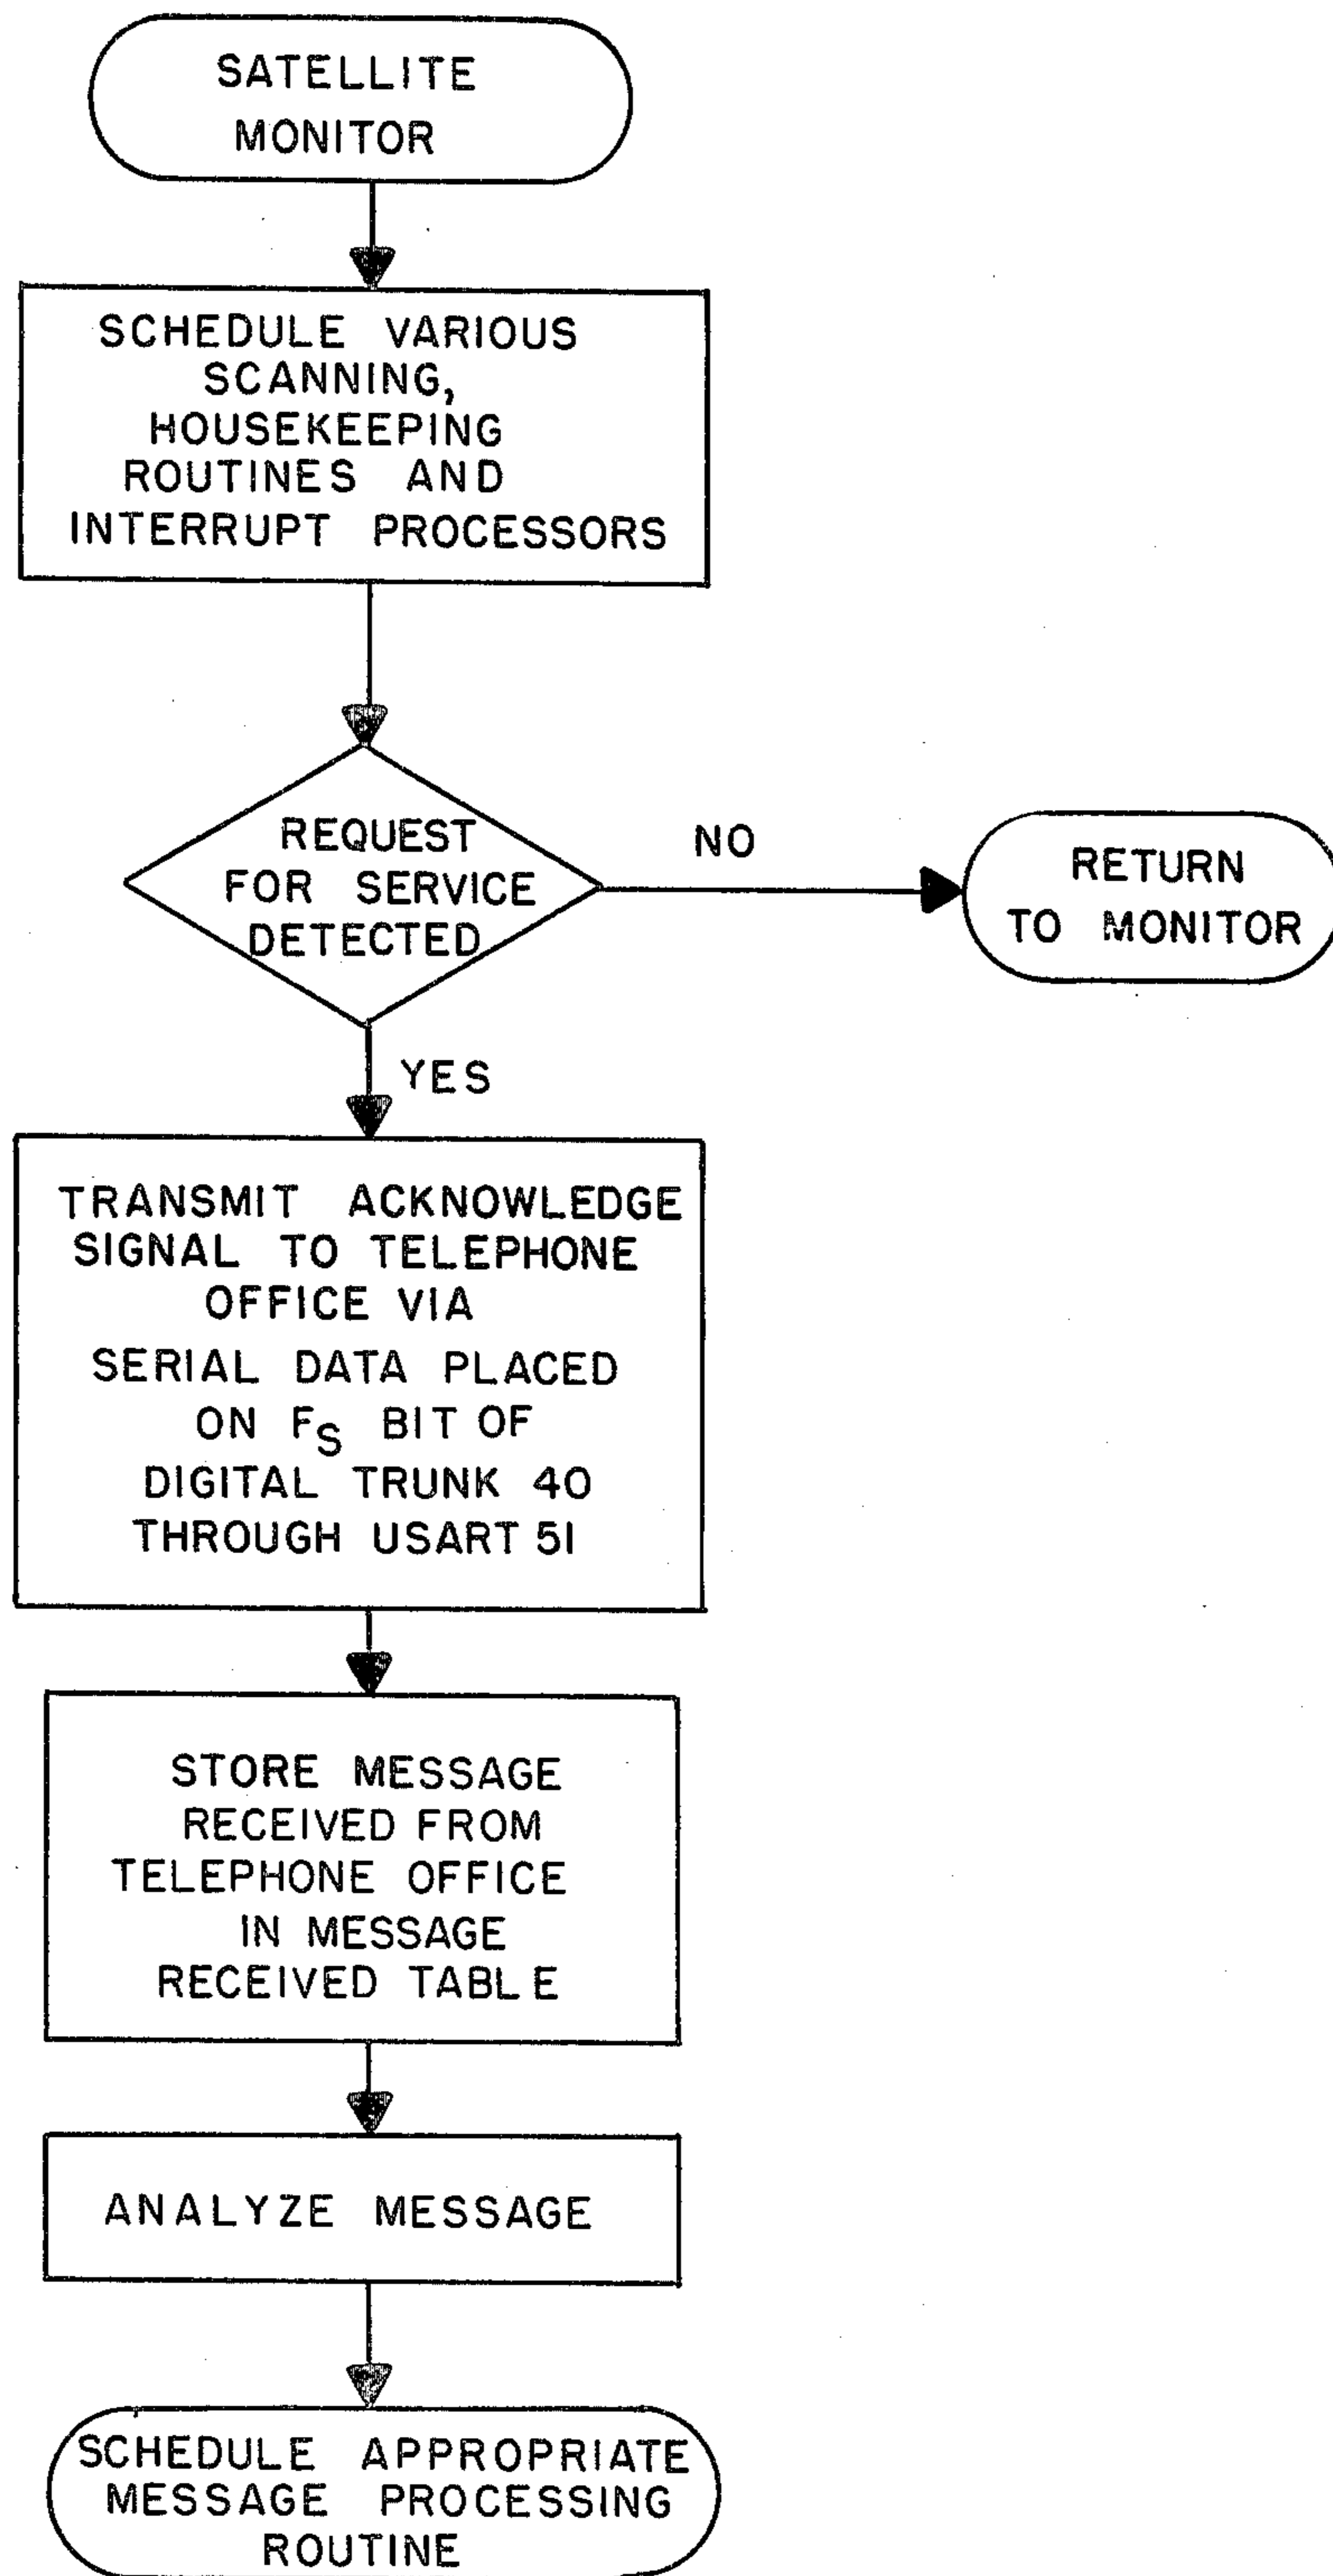 SATELLITE
MONITOR
SCHEDULE VARIOUS
SCANNING,
HOUSEKEEPING
ROUTINES AND
INTERRUPT PROCESSORS
REQUEST
FOR SERVICE
DETECTED
NO
RETURN
TO MONITOR
YES
TRANSMIT ACKNOWLEDGE
SIGNAL TO TELEPHONE
OFFICE VIA
SERIAL DATA PLACED
ON FS BIT OF
DIGITAL TRUNK 40
THROUGH USART 51
STORE MESSAGE
RECEIVED FROM
TELEPHONE OFFICE
IN MESSAGE
RECEIVED TABLE
ANALYZE MESSAGE
SCHEDULE APPROPRIATE
MESSAGE PROCESSING
ROUTINE